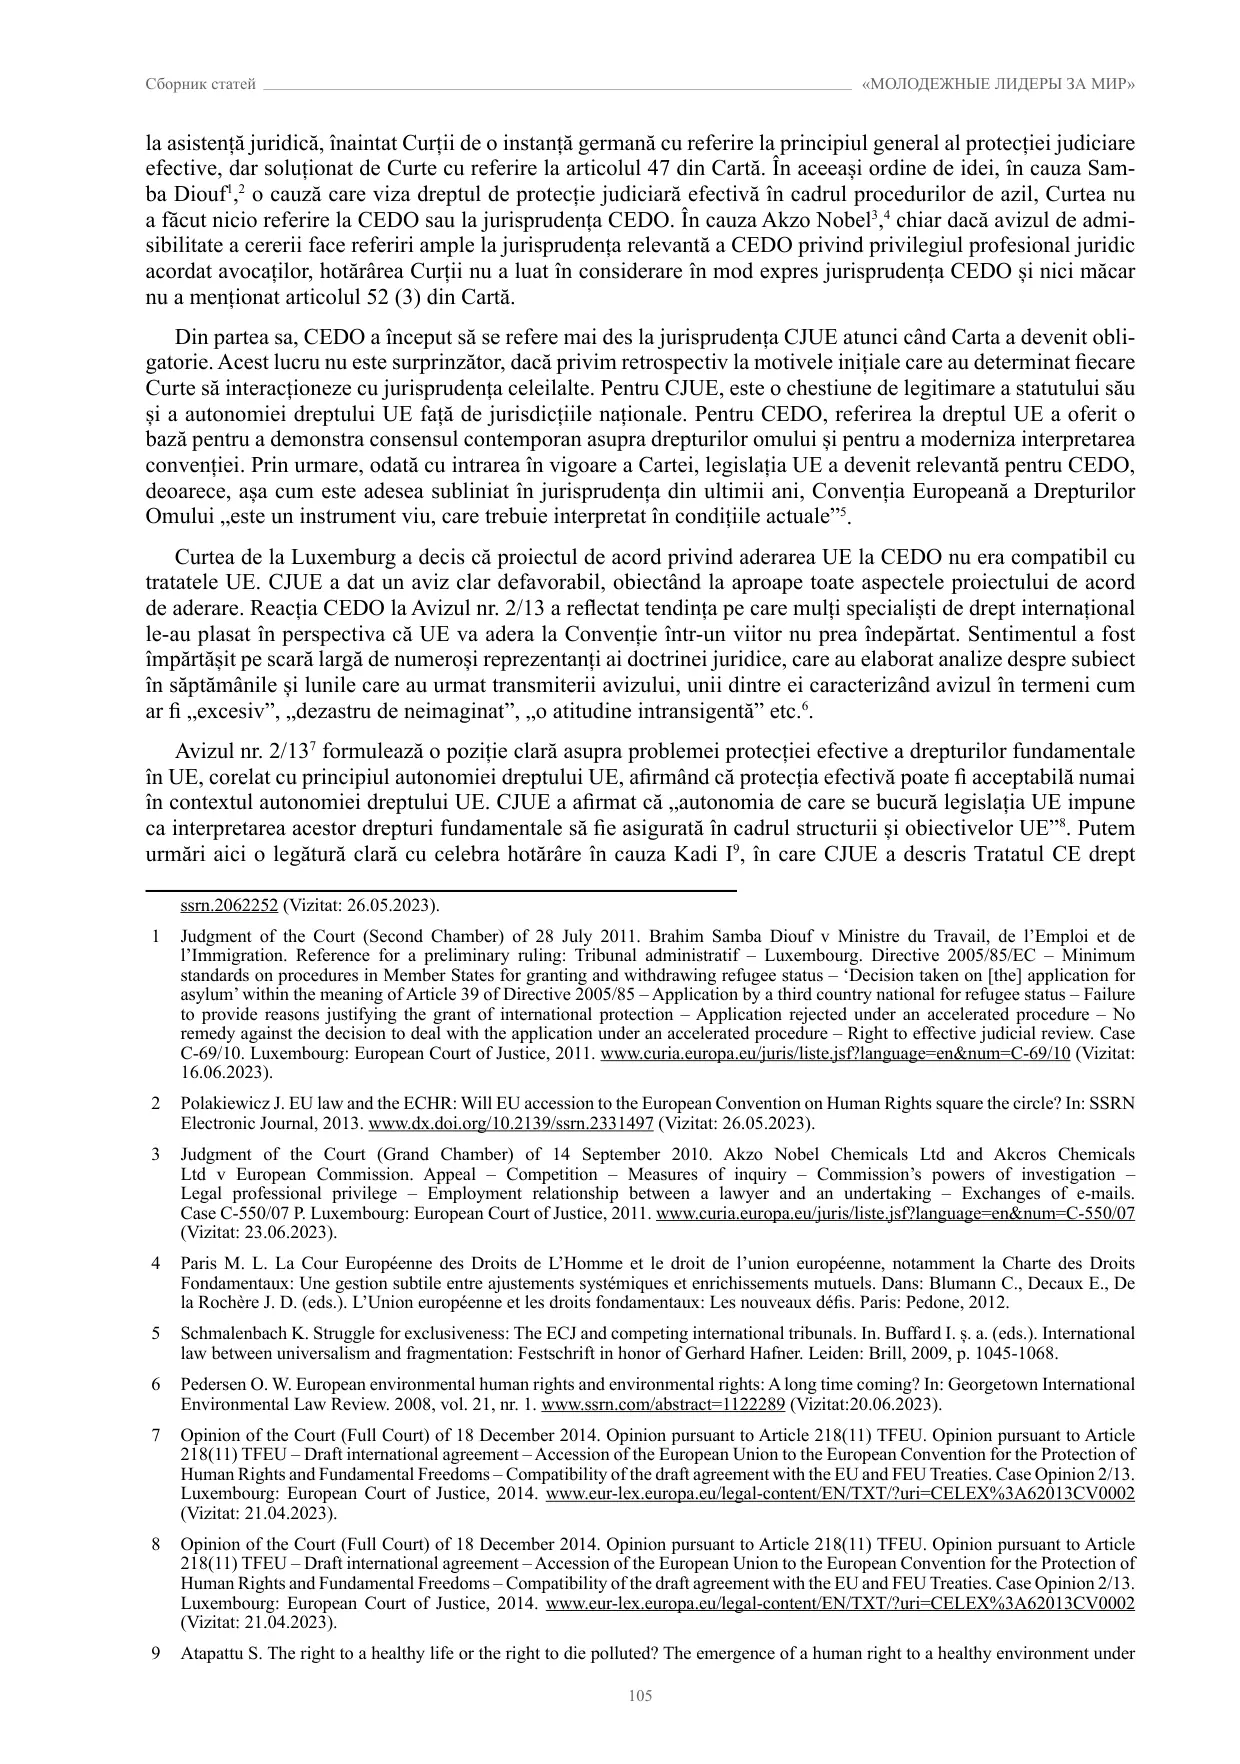 Сборник статей «МОЛОДЕЖНЫЕ ЛИДЕРЫ ЗА МИР»
la asistență juridică, înaintat Curții de o instanță germană cu referire la principiul general al protecției judiciare
efective, dar soluționat de Curte cu referire la articolul 47 din Cartă. În aceeași ordine de idei, în cauza Sam-
ba Diouf¹,² o cauză care viza dreptul de protecție judiciară efectivă în cadrul procedurilor de azil, Curtea nu
a făcut nicio referire la CEDO sau la jurisprudența CEDO. În cauza Akzo Nobel³,⁴ chiar dacă avizul de admi-
sibilitate a cererii face referiri ample la jurisprudența relevantă a CEDO privind privilegiul profesional juridic
acordat avocaților, hotărârea Curții nu a luat în considerare în mod expres jurisprudența CEDO și nici măcar
nu a menționat articolul 52 (3) din Cartă.
Din partea sa, CEDO a început să se refere mai des la jurisprudența CJUE atunci când Carta a devenit obli-
gatorie. Acest lucru nu este surprinzător, dacă privim retrospectiv la motivele inițiale care au determinat fiecare
Curte să interacționeze cu jurisprudența celeilalte. Pentru CJUE, este o chestiune de legitimare a statutului său
și a autonomiei dreptului UE față de jurisdicțiile naționale. Pentru CEDO, referirea la dreptul UE a oferit o
bază pentru a demonstra consensul contemporan asupra drepturilor omului și pentru a moderniza interpretarea
convenției. Prin urmare, odată cu intrarea în vigoare a Cartei, legislația UE a devenit relevantă pentru CEDO,
deoarece, așa cum este adesea subliniat în jurisprudența din ultimii ani, Convenția Europeană a Drepturilor
Omului „este un instrument viu, care trebuie interpretat în condițiile actuale”⁵.
Curtea de la Luxemburg a decis că proiectul de acord privind aderarea UE la CEDO nu era compatibil cu
tratatele UE. CJUE a dat un aviz clar defavorabil, obiectând la aproape toate aspectele proiectului de acord
de aderare. Reacția CEDO la Avizul nr. 2/13 a reflectat tendința pe care mulți specialiști de drept internațional
le-au plasat în perspectiva că UE va adera la Convenție într-un viitor nu prea îndepărtat. Sentimentul a fost
împărtășit pe scară largă de numeroși reprezentanți ai doctrinei juridice, care au elaborat analize despre subiect
în săptămânile și lunile care au urmat transmiterii avizului, unii dintre ei caracterizând avizul în termeni cum
ar fi „excesiv”, „dezastru de neimaginat”, „o atitudine intransigentă” etc.⁶.
Avizul nr. 2/13⁷ formulează o poziție clară asupra problemei protecției efective a drepturilor fundamentale
în UE, corelat cu principiul autonomiei dreptului UE, afirmând că protecția efectivă poate fi acceptabilă numai
în contextul autonomiei dreptului UE. CJUE a afirmat că „autonomia de care se bucură legislația UE impune
ca interpretarea acestor drepturi fundamentale să fie asigurată în cadrul structurii și obiectivelor UE”⁸. Putem
urmări aici o legătură clară cu celebra hotărâre în cauza Kadi I⁹, în care CJUE a descris Tratatul CE drept
ssrn.2062252 (Vizitat: 26.05.2023).
1 Judgment of the Court (Second Chamber) of 28 July 2011. Brahim Samba Diouf v Ministre du Travail, de l’Emploi et de
l’Immigration. Reference for a preliminary ruling: Tribunal administratif – Luxembourg. Directive 2005/85/EC – Minimum
standards on procedures in Member States for granting and withdrawing refugee status – ‘Decision taken on [the] application for
asylum’ within the meaning of Article 39 of Directive 2005/85 – Application by a third country national for refugee status – Failure
to provide reasons justifying the grant of international protection – Application rejected under an accelerated procedure – No
remedy against the decision to deal with the application under an accelerated procedure – Right to effective judicial review. Case
C-69/10. Luxembourg: European Court of Justice, 2011. www.curia.europa.eu/juris/liste.jsf?language=en&num=C-69/10 (Vizitat:
16.06.2023).
2 Polakiewicz J. EU law and the ECHR: Will EU accession to the European Convention on Human Rights square the circle? In: SSRN
Electronic Journal, 2013. www.dx.doi.org/10.2139/ssrn.2331497 (Vizitat: 26.05.2023).
3 Judgment of the Court (Grand Chamber) of 14 September 2010. Akzo Nobel Chemicals Ltd and Akcros Chemicals
Ltd v European Commission. Appeal – Competition – Measures of inquiry – Commission’s powers of investigation –
Legal professional privilege – Employment relationship between a lawyer and an undertaking – Exchanges of e-mails.
Case C-550/07 P. Luxembourg: European Court of Justice, 2011. www.curia.europa.eu/juris/liste.jsf?language=en&num=C-550/07
(Vizitat: 23.06.2023).
4 Paris M. L. La Cour Européenne des Droits de L’Homme et le droit de l’union européenne, notamment la Charte des Droits
Fondamentaux: Une gestion subtile entre ajustements systémiques et enrichissements mutuels. Dans: Blumann C., Decaux E., De
la Rochère J. D. (eds.). L’Union européenne et les droits fondamentaux: Les nouveaux défis. Paris: Pedone, 2012.
5 Schmalenbach K. Struggle for exclusiveness: The ECJ and competing international tribunals. In. Buffard I. ș. a. (eds.). International
law between universalism and fragmentation: Festschrift in honor of Gerhard Hafner. Leiden: Brill, 2009, p. 1045-1068.
6 Pedersen O. W. European environmental human rights and environmental rights: A long time coming? In: Georgetown International
Environmental Law Review. 2008, vol. 21, nr. 1. www.ssrn.com/abstract=1122289 (Vizitat:20.06.2023).
7 Opinion of the Court (Full Court) of 18 December 2014. Opinion pursuant to Article 218(11) TFEU. Opinion pursuant to Article
218(11) TFEU – Draft international agreement – Accession of the European Union to the European Convention for the Protection of
Human Rights and Fundamental Freedoms – Compatibility of the draft agreement with the EU and FEU Treaties. Case Opinion 2/13.
Luxembourg: European Court of Justice, 2014. www.eur-lex.europa.eu/legal-content/EN/TXT/?uri=CELEX%3A62013CV0002
(Vizitat: 21.04.2023).
8 Opinion of the Court (Full Court) of 18 December 2014. Opinion pursuant to Article 218(11) TFEU. Opinion pursuant to Article
218(11) TFEU – Draft international agreement – Accession of the European Union to the European Convention for the Protection of
Human Rights and Fundamental Freedoms – Compatibility of the draft agreement with the EU and FEU Treaties. Case Opinion 2/13.
Luxembourg: European Court of Justice, 2014. www.eur-lex.europa.eu/legal-content/EN/TXT/?uri=CELEX%3A62013CV0002
(Vizitat: 21.04.2023).
9 Atapattu S. The right to a healthy life or the right to die polluted? The emergence of a human right to a healthy environment under
105